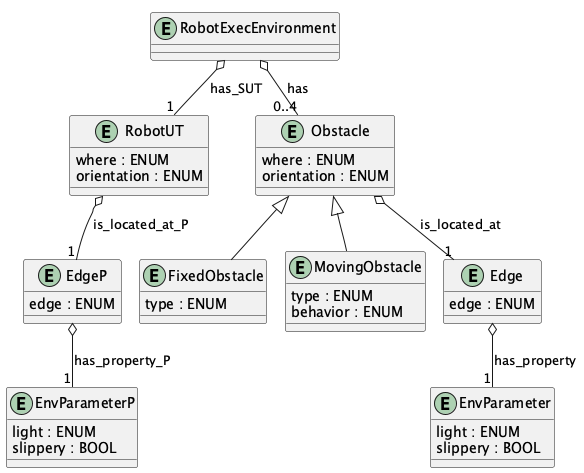 E RobotExecEnvironment
has_SUT
has
1
0..4
E RobotUT
where : ENUM
orientation : ENUM
E Obstacle
where : ENUM
orientation : ENUM
is_located_at_P
is_located_at
1
1
E EdgeP
edge : ENUM
E FixedObstacle
type : ENUM
E MovingObstacle
type : ENUM
behavior : ENUM
E Edge
edge : ENUM
has_property_P
has_property
1
1
E EnvParameterP
light : ENUM
slippery : BOOL
E EnvParameter
light : ENUM
slippery : BOOL